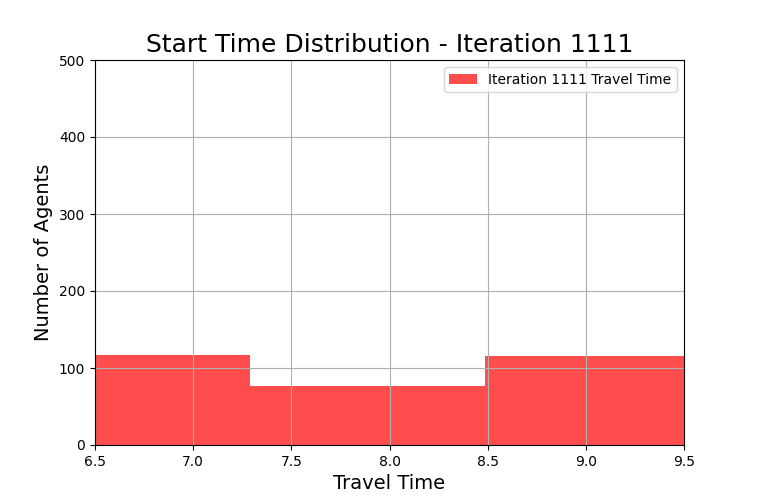 Start Time Distribution - Iteration 1111
Iteration 1111 Travel Time
Number of Agents
500
400
300
200
100
0
6.5 7.0 7.5 8.0 8.5 9.0 9.5
Travel Time